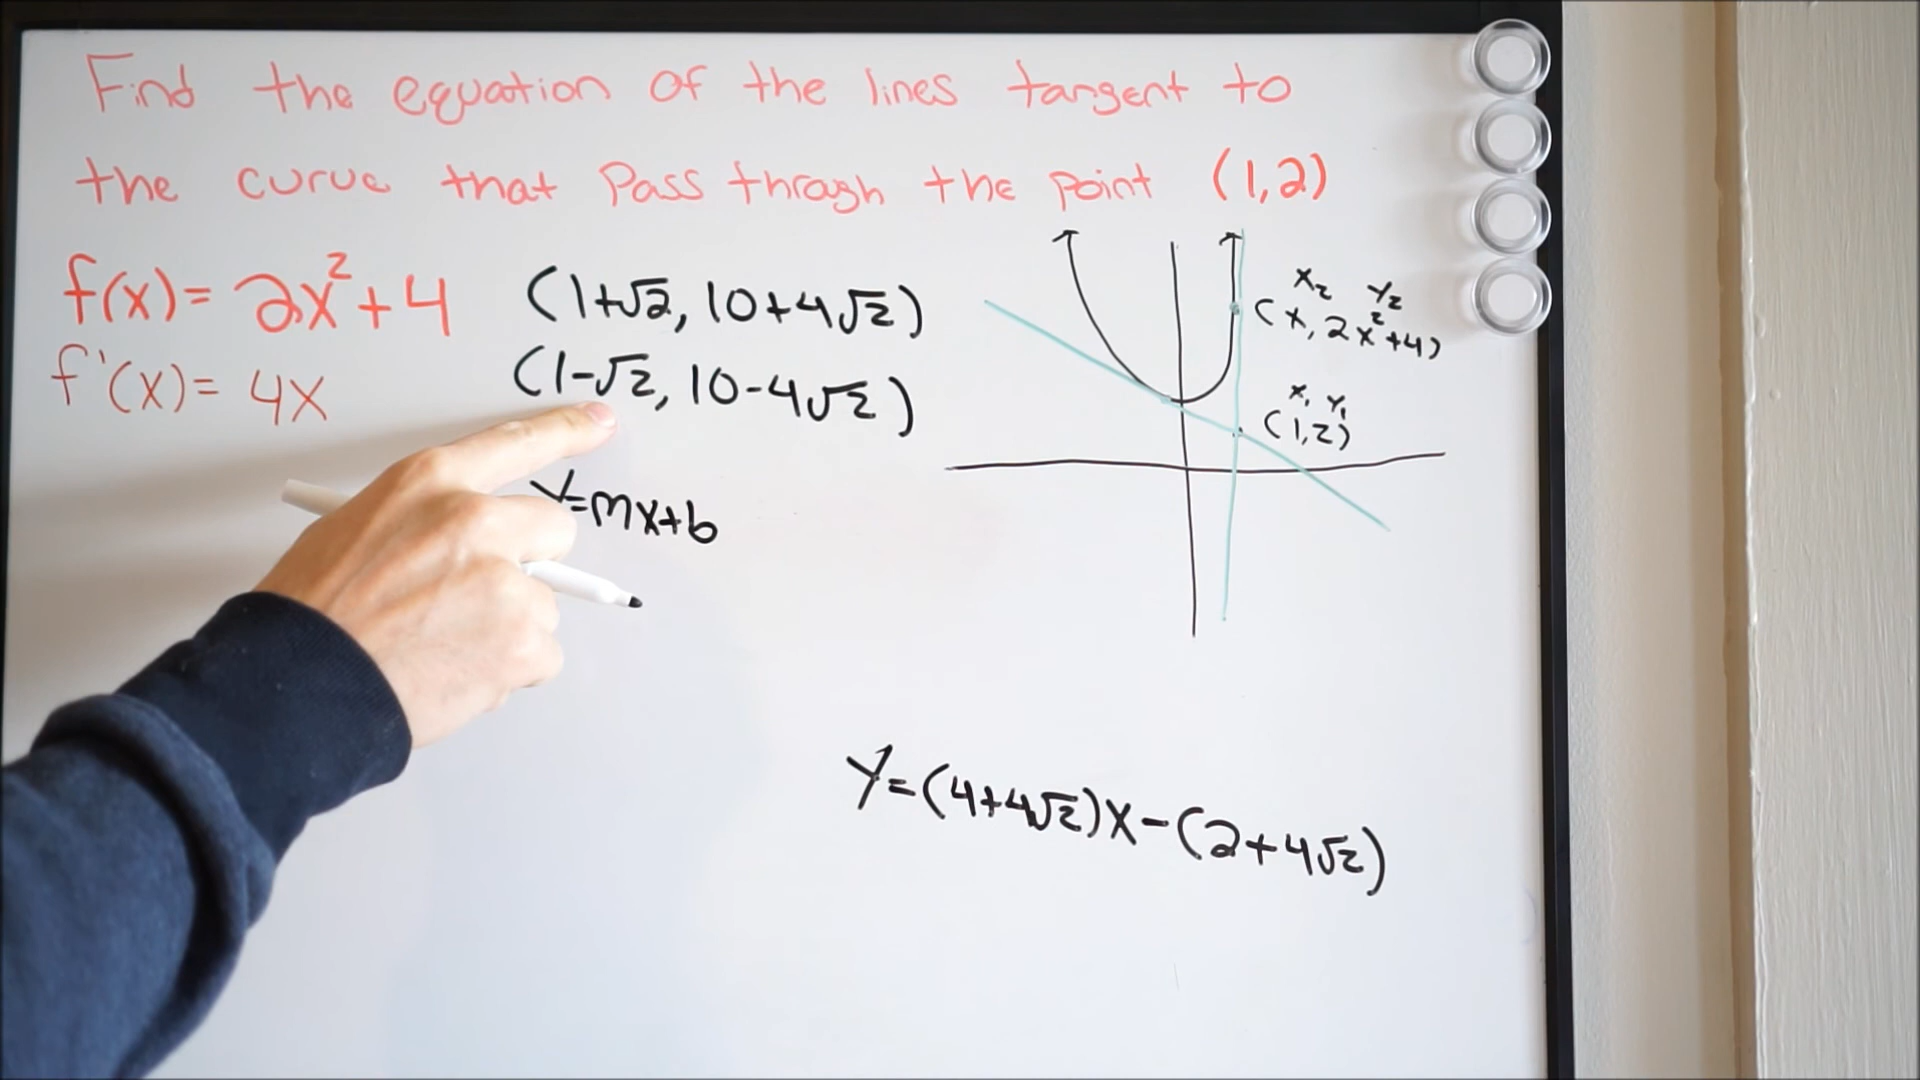 Find the equation of the lines tangent to
the curve that Pass throgh the point (1,2)
f(x)= 2x²+4
f'(x)= 4x
(1+√2, 10+4√2)
(1-√2, 10-4√2)
y=mx+b
x₂ y₂
(x, 2x²+4)
x₁ y₁
(1,2)
y=(4+4√2)x-(2+4√2)